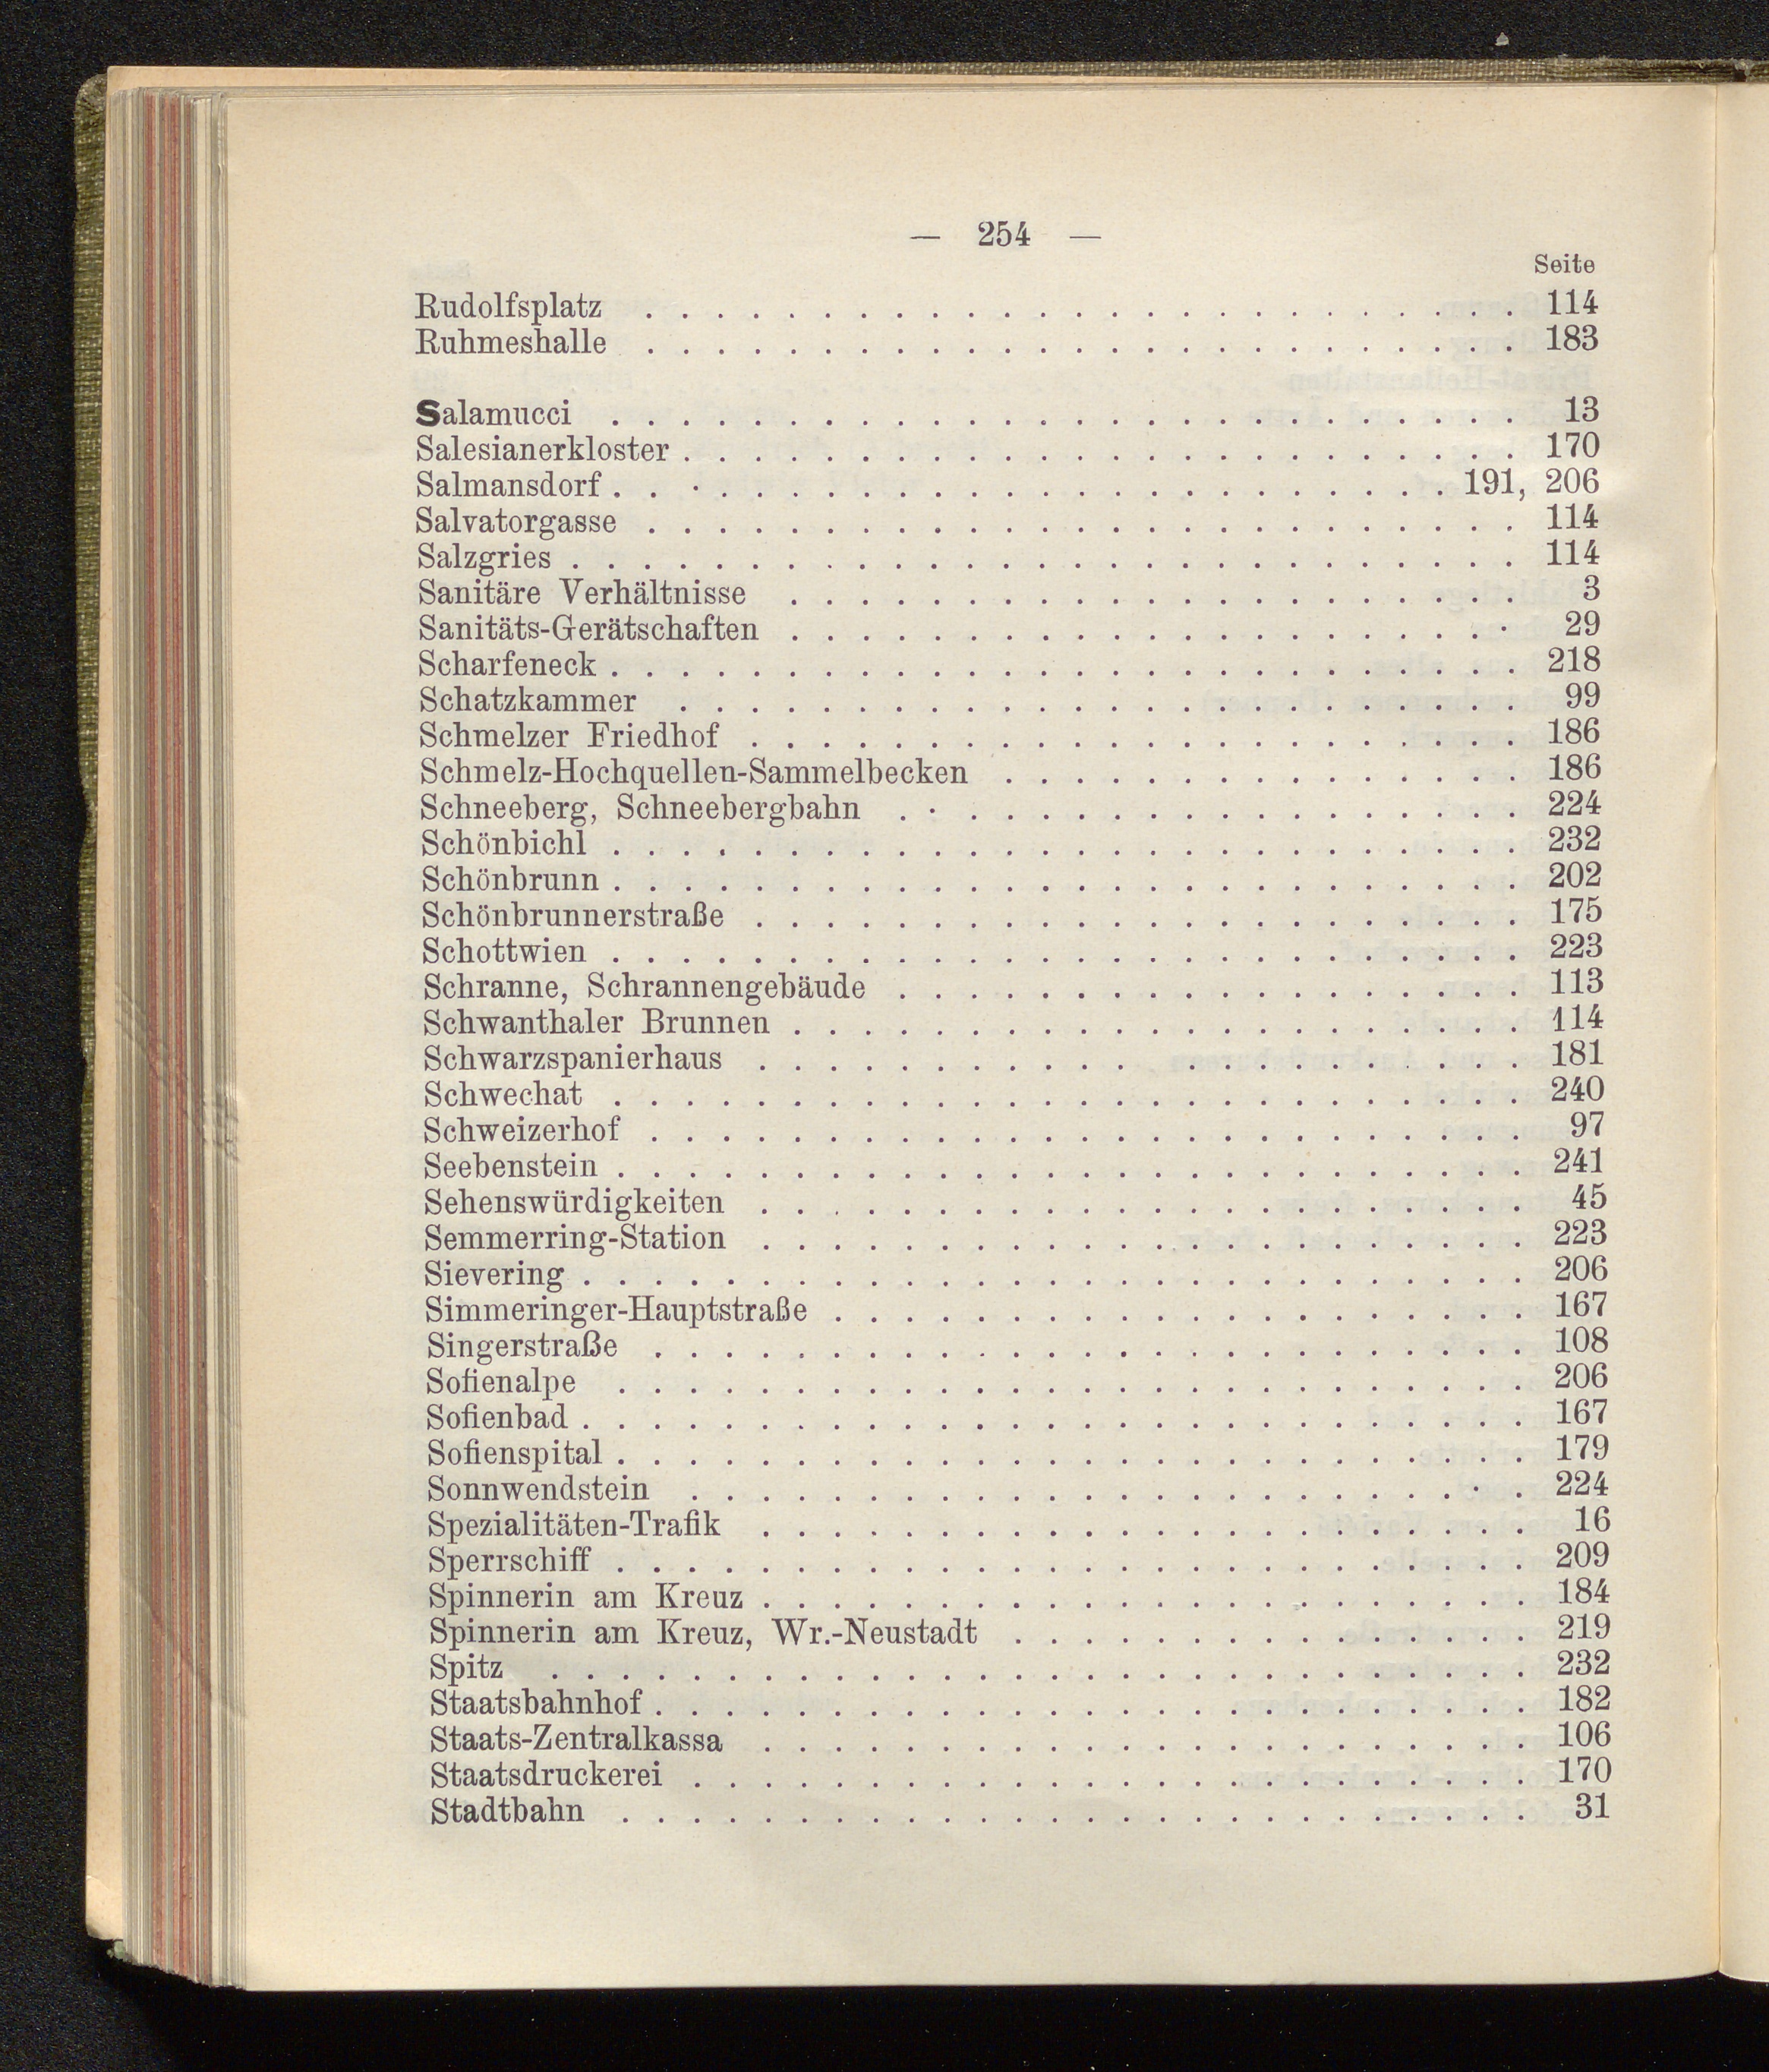 — 254 —
Seite
Rudolfsplatz . . . . . . . . . . . . . . . . . . . . . . . . . 114
Ruhmeshalle . . . . . . . . . . . . . . . . . . . . . . . . . 183
Salamucci . . . . . . . . . . . . . . . . . . . . . . . . . . 13
Salesianerkloster . . . . . . . . . . . . . . . . . . . . . . . . 170
Salmansdorf . . . . . . . . . . . . . . . . . . . . . . . . 191, 206
Salvatorgasse . . . . . . . . . . . . . . . . . . . . . . . . . 114
Salzgries . . . . . . . . . . . . . . . . . . . . . . . . . . . 114
Sanitäre Verhältnisse . . . . . . . . . . . . . . . . . . . . . 3
Sanitäts-Gerätschaften . . . . . . . . . . . . . . . . . . . . . 29
Scharfeneck . . . . . . . . . . . . . . . . . . . . . . . . . . 218
Schatzkammer . . . . . . . . . . . . . . . . . . . . . . . . 99
Schmelzer Friedhof . . . . . . . . . . . . . . . . . . . . . . 186
Schmelz-Hochquellen-Sammelbecken . . . . . . . . . . . . . . . 186
Schneeberg, Schneebergbahn . . . . . . . . . . . . . . . . . . 224
Schönbichl . . . . . . . . . . . . . . . . . . . . . . . . . . 232
Schönbrunn . . . . . . . . . . . . . . . . . . . . . . . . . . 202
Schönbrunnerstraße . . . . . . . . . . . . . . . . . . . . . . 175
Schottwien . . . . . . . . . . . . . . . . . . . . . . . . . . 223
Schranne, Schrannengebäude . . . . . . . . . . . . . . . . . . 113
Schwanthaler Brunnen . . . . . . . . . . . . . . . . . . . . . 114
Schwarzspanierhaus . . . . . . . . . . . . . . . . . . . . . . 181
Schwechat . . . . . . . . . . . . . . . . . . . . . . . . . . 240
Schweizerhof . . . . . . . . . . . . . . . . . . . . . . . . . 97
Seebenstein . . . . . . . . . . . . . . . . . . . . . . . . . . 241
Sehenswürdigkeiten . . . . . . . . . . . . . . . . . . . . . . 45
Semmerring-Station . . . . . . . . . . . . . . . . . . . . . . 223
Sievering . . . . . . . . . . . . . . . . . . . . . . . . . . . 206
Simmeringer-Hauptstraße . . . . . . . . . . . . . . . . . . . . 167
Singerstraße . . . . . . . . . . . . . . . . . . . . . . . . . 108
Sofienalpe . . . . . . . . . . . . . . . . . . . . . . . . . . 206
Sofienbad . . . . . . . . . . . . . . . . . . . . . . . . . . . 167
Sofienspital . . . . . . . . . . . . . . . . . . . . . . . . . . 179
Sonnwendstein . . . . . . . . . . . . . . . . . . . . . . . . 224
Spezialitäten-Trafik . . . . . . . . . . . . . . . . . . . . . . 16
Sperrschiff . . . . . . . . . . . . . . . . . . . . . . . . . . 209
Spinnerin am Kreuz . . . . . . . . . . . . . . . . . . . . . . 184
Spinnerin am Kreuz, Wr.-Neustadt . . . . . . . . . . . . . . . 219
Spitz . . . . . . . . . . . . . . . . . . . . . . . . . . . . 232
Staatsbahnhof . . . . . . . . . . . . . . . . . . . . . . . . . 182
Staats-Zentralkassa . . . . . . . . . . . . . . . . . . . . . . 106
Staatsdruckerei . . . . . . . . . . . . . . . . . . . . . . . . 170
Stadtbahn . . . . . . . . . . . . . . . . . . . . . . . . . . 31